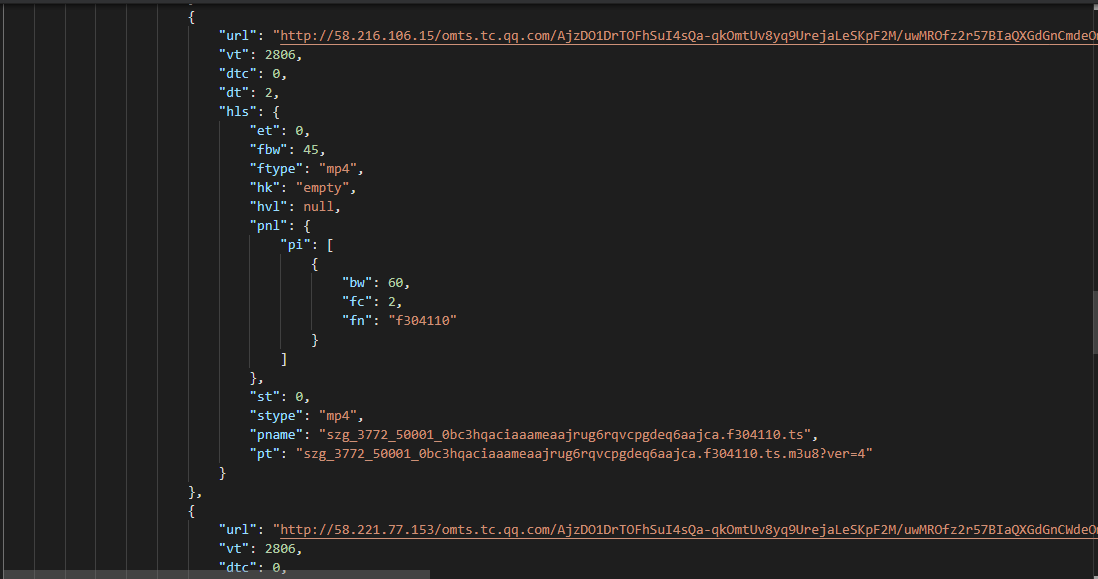 {
"url": "http://58.216.106.15/omts.tc.qq.com/AjzDO1DrTOFhSuI4sQa-qkOmtUv8yq9UrejaLeSKpF2M/uwMROfz2r57BIaQXGdGnCmdeO
"vt": 2806,
"dtc": 0,
"dt": 2,
"hls": {
"et": 0,
"fbw": 45,
"ftype": "mp4",
"hk": "empty",
"hvl": null,
"pnl": {
"pi": [
{
"bw": 60,
"fc": 2,
"fn": "f304110"
}
]
},
"st": 0,
"stype": "mp4",
"pname": "szg_3772_50001_0bc3hqaciaaameaajrug6rqvcpgdeq6aajca.f304110.ts",
"pt": "szg_3772_50001_0bc3hqaciaaameaajrug6rqvcpgdeq6aajca.f304110.ts.m3u8?ver=4"
}
},
{
"url": "http://58.221.77.153/omts.tc.qq.com/AjzDO1DrTOFhSuI4sQa-qkOmtUv8yq9UrejaLeSKpF2M/uwMROfz2r57BIaQXGdGnCWdeO
"vt": 2806,
"dtc": 0,